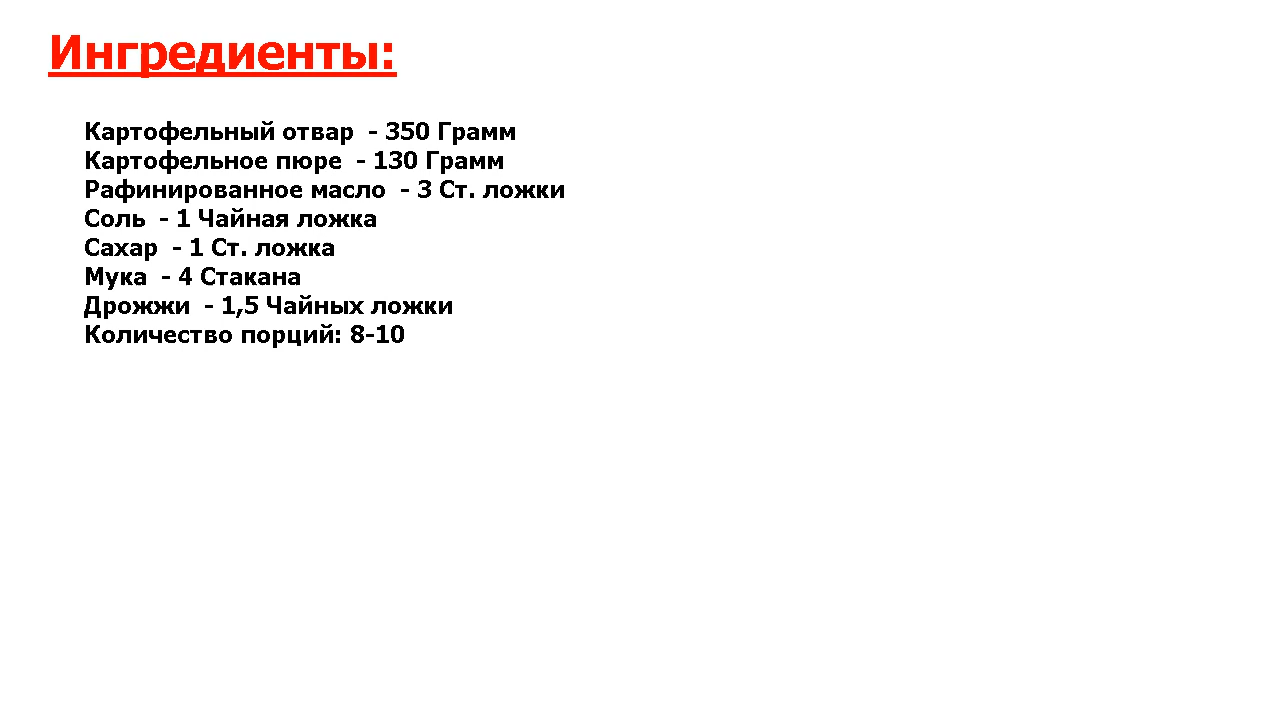 Ингредиенты:
Картофельный отвар  - 350 Грамм
Картофельное пюре  - 130 Грамм
Рафинированное масло  - 3 Ст. ложки
Соль  - 1 Чайная ложка
Сахар  - 1 Ст. ложка
Мука  - 4 Стакана
Дрожжи  - 1,5 Чайных ложки
Количество порций: 8-10